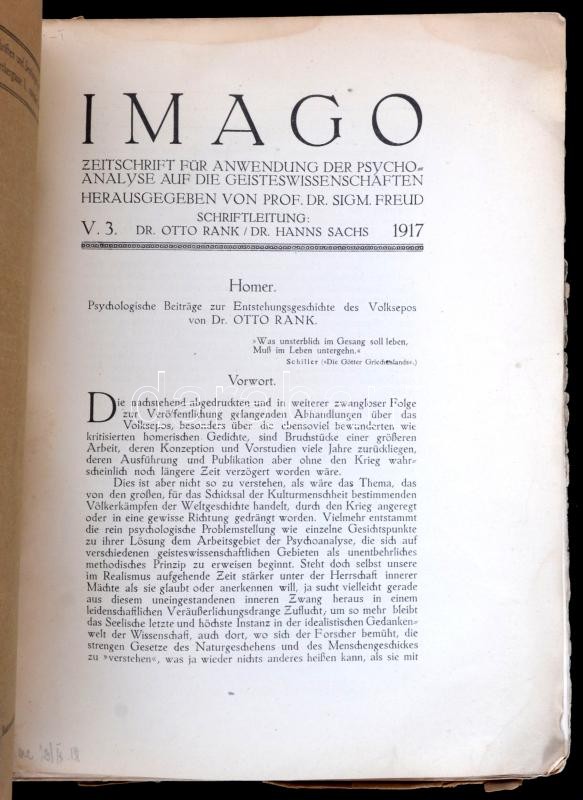 IMAGO
ZEITSCHRIFT FÜR ANWENDUNG DER PSYCHO=
ANALYSE AUF DIE GEISTESWISSENSCHAFTEN
HERAUSGEGEBEN VON PROF. DR. SIGM. FREUD
SCHRIFTLEITUNG:
V. 3. DR. OTTO RANK / DR. HANNS SACHS 1917
Homer.
Psychologische Beiträge zur Entstehungsgeschichte des Volksepos
von Dr. OTTO RANK.
»Was unsterblich im Gesang soll leben,
Muß im Leben untergehn.«
Schiller (»Die Götter Griechenlands«.)
Vorwort.
Die nachstehend abgedruckten und in weiterer zwangloser Folge
zur Veröffentlichung gelangenden Abhandlungen über das
Volksepos, besonders über die ebensoviel bewunderten wie
kritisierten homerischen Gedichte, sind Bruchstücke einer größeren
Arbeit, deren Konzeption und Vorstudien viele Jahre zurückliegen,
deren Ausführung und Publikation aber ohne den Krieg wahr=
scheinlich noch längere Zeit verzögert worden wäre.
Dies ist aber nicht so zu verstehen, als wäre das Thema, das
von den großen, für das Schicksal der Kulturmenschheit bestimmenden
Völkerkämpfen der Weltgeschichte handelt, durch den Krieg angeregt
oder in eine gewisse Richtung gedrängt worden. Vielmehr entstammt
die rein psychologische Problemstellung wie einzelne Gesichtspunkte
zu ihrer Lösung dem Arbeitsgebiet der Psychoanalyse, die sich auf
verschiedenen geisteswissenschaftlichen Gebieten als unentbehrliches
methodisches Prinzip zu erweisen beginnt. Steht doch selbst unsere
im Realismus aufgehende Zeit stärker unter der Herrschaft innerer
Mächte als sie glaubt oder anerkennen will, ja sucht vielleicht gerade
aus diesem uneingestandenen inneren Zwang heraus in einem
leidenschaftlichen Veräußerlichungsdrange Zuflucht, um so mehr bleibt
das Seelische letzte und höchste Instanz in der idealistischen Gedanken=
welt der Wissenschaft, auch dort, wo sich der Forscher bemüht, die
strengen Gesetze des Naturgeschehens und des Menschengeschickes
zu »verstehen«, was ja wieder nichts anderes heißen kann, als sie mit